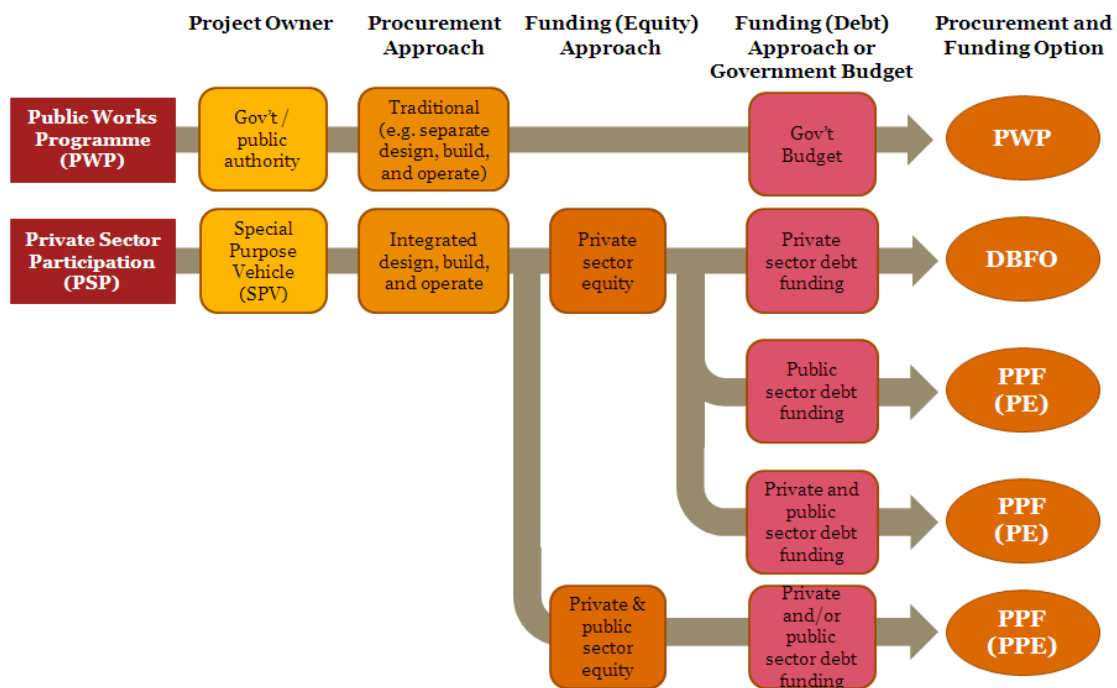 Project Owner
Procurement
Approach
Funding (Equity)
Approach
Funding (Debt)
Approach or
Government Budget
Procurement and
Funding Option
Public Works
Programme
(PWP)
Gov't /
public
authority
Traditional
(e.g. separate
design, build,
and operate)
Gov't
Budget
PWP
Private Sector
Participation
(PSP)
Special
Purpose
Vehicle
(SPV)
Integrated
design, build,
and operate
Private
sector
equity
Private
sector debt
funding
DBFO
Public
sector debt
funding
PPF
(PE)
Private and
public
sector debt
funding
PPF
(PE)
Private &
public
sector
equity
Private
and/or
public
sector debt
funding
PPF
(PPE)